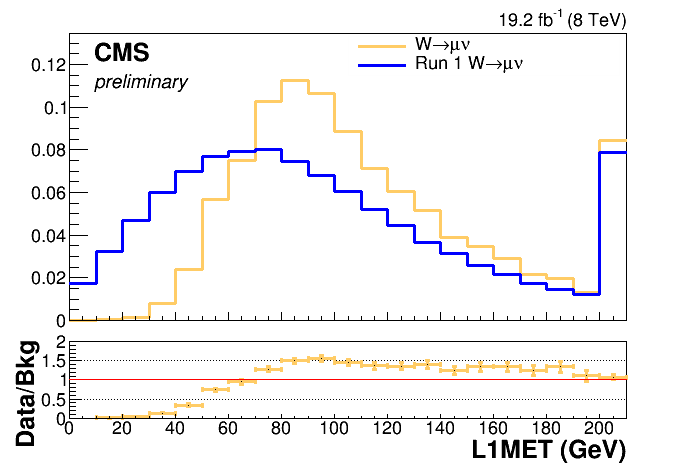 19.2 fb⁻¹ (8 TeV)
CMS
preliminary
W→μν
Run 1 W→μν
0.12
0.1
0.08
0.06
0.04
0.02
0
Data/Bkg
2
1.5
1
0.5
0
0 20 40 60 80 100 120 140 160 180 200
L1MET (GeV)